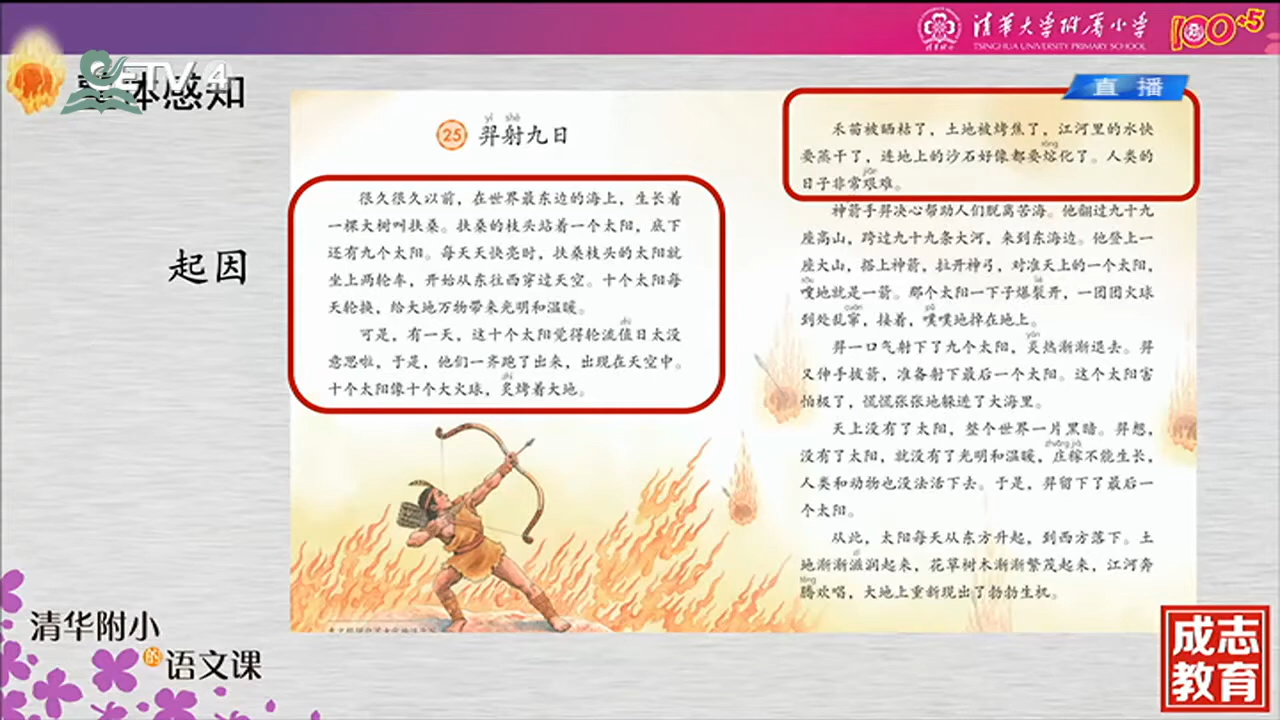 清华大学附属小学
TSINGHUA UNIVERSITY PRIMARY SCHOOL
100+5
CETV 4
整体感知
直播
起因
25
yì shè
羿射九日
很久很久以前，在世界最东边的海上，生长着
一棵大树叫扶桑。扶桑的枝头站着一个太阳，底下
还有九个太阳。每天天快亮时，扶桑枝头的太阳就
坐上两轮车，开始从东往西穿过天空。十个太阳每
天轮换，给大地万物带来光明和温暖。
zhí
可是，有一天，这十个太阳觉得轮流值日太没
意思啦，于是，他们一齐跑了出来，出现在天空中。
zhì
十个太阳像十个大火球，炙烤着大地。
禾苗被晒枯了，土地被烤焦了，江河里的水快
róng
要蒸干了，连地上的沙石好像都要熔化了。人类的
jiān
日子非常艰难。
神箭手羿决心帮助人们脱离苦海。他翻过九十九
座高山，跨过九十九条大河，来到东海边。他登上一
座大山，搭上神箭，拉开神弓，对准天上的一个太阳，
sōu liè
嗖地就是一箭。那个太阳一下子爆裂开，一团团火球
cuàn pū
到处乱窜，接着，噗噗地掉在地上。
yán
羿一口气射下了九个太阳，炎热渐渐退去。羿
又伸手拔箭，准备射下最后一个太阳。这个太阳害
怕极了，慌慌张张地躲进了大海里。
天上没有了太阳，整个世界一片黑暗。羿想，
zhuāng jià
没有了太阳，就没有了光明和温暖，庄稼不能生长，
人类和动物也没法活下去。于是，羿留下了最后一
个太阳。
从此，太阳每天从东方升起，到西方落下。土
zī
地渐渐滋润起来，花草树木渐渐繁茂起来，江河奔
téng
腾欢唱，大地上重新现出了勃勃生机。
清华附小
的语文课
成志
教育